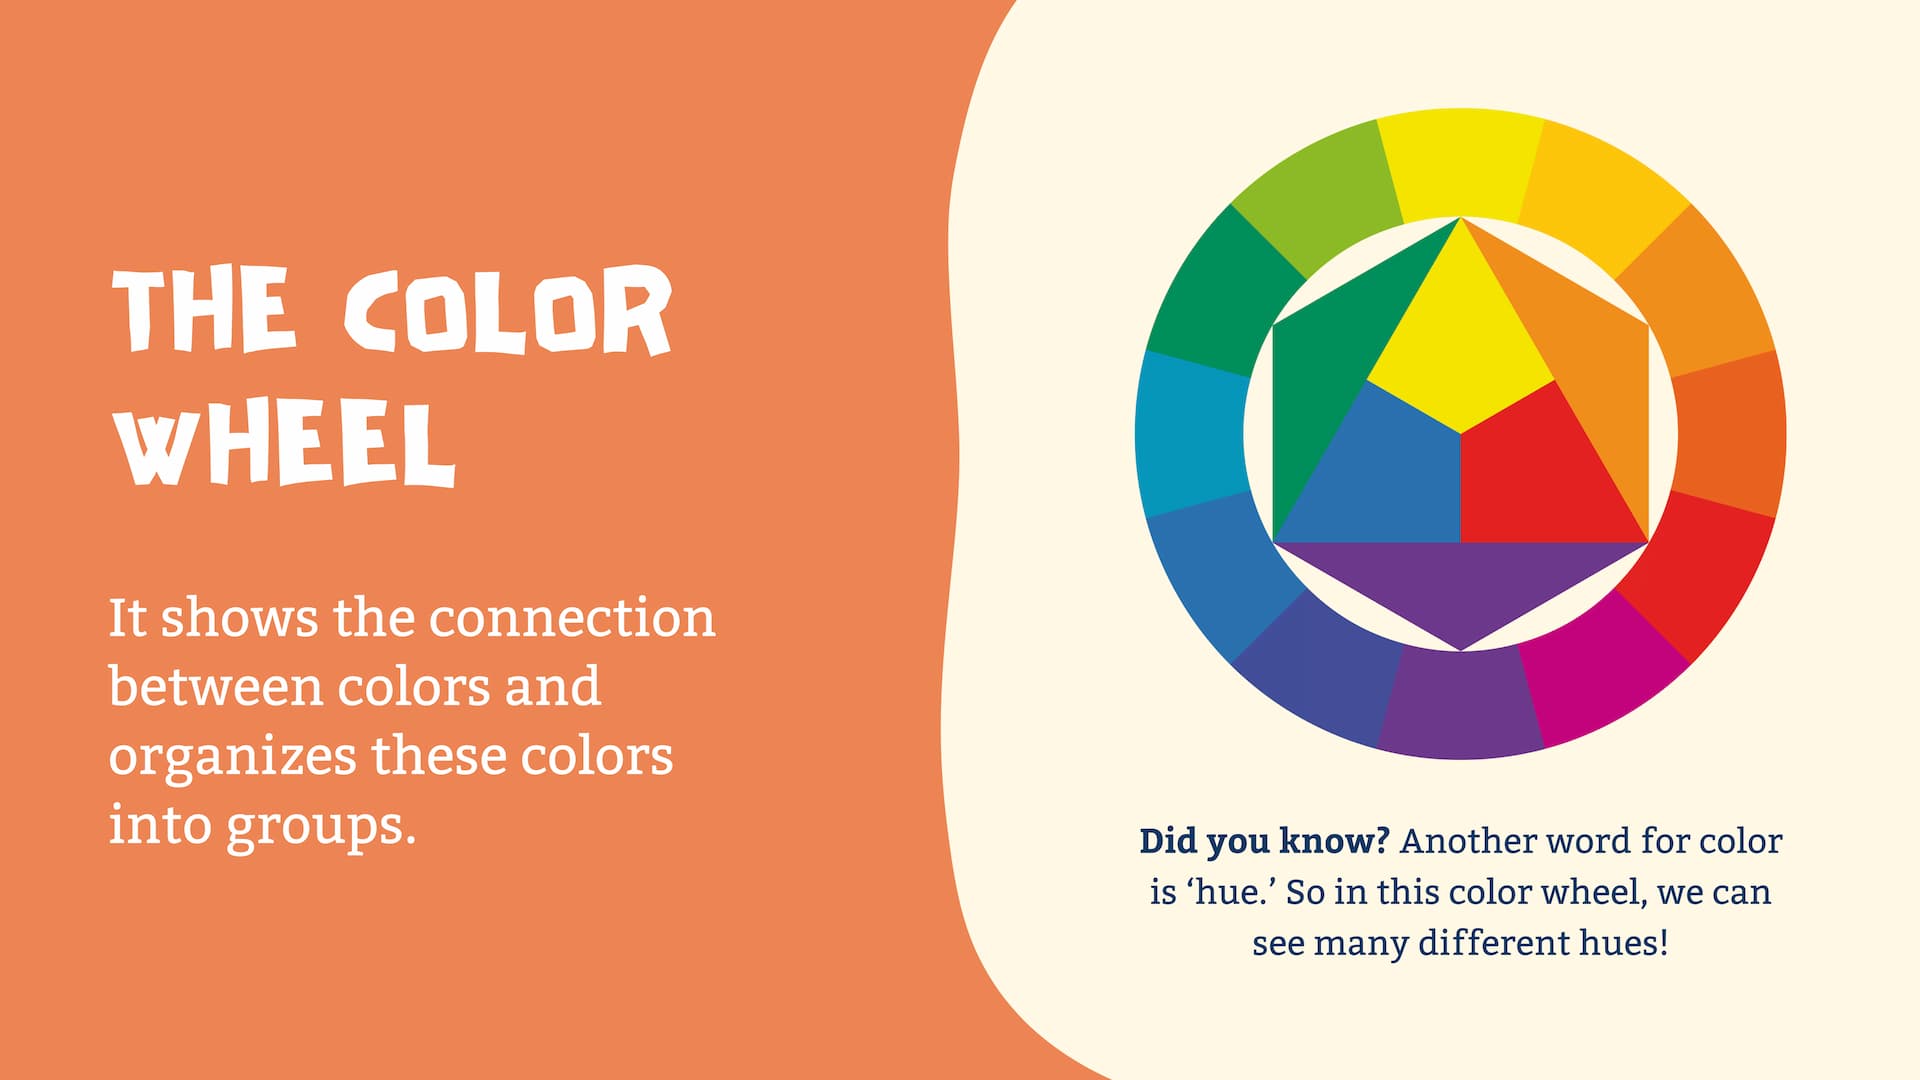 THE COLOR
WHEEL
It shows the connection
between colors and
organizes these colors
into groups.
Did you know? Another word for color
is ‘hue.’ So in this color wheel, we can
see many different hues!